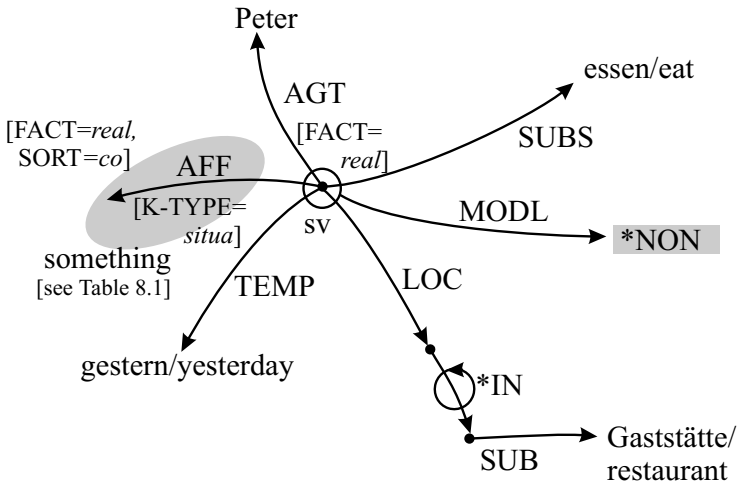 Peter
essen/eat
AGT
[FACT=
real]
SUBS
[FACT=real,
SORT=co]
AFF
[K-TYPE=
situa]
sv
MODL
*NON
something
[see Table 8.1]
TEMP
LOC
gestern/yesterday
*IN
SUB
Gaststätte/
restaurant